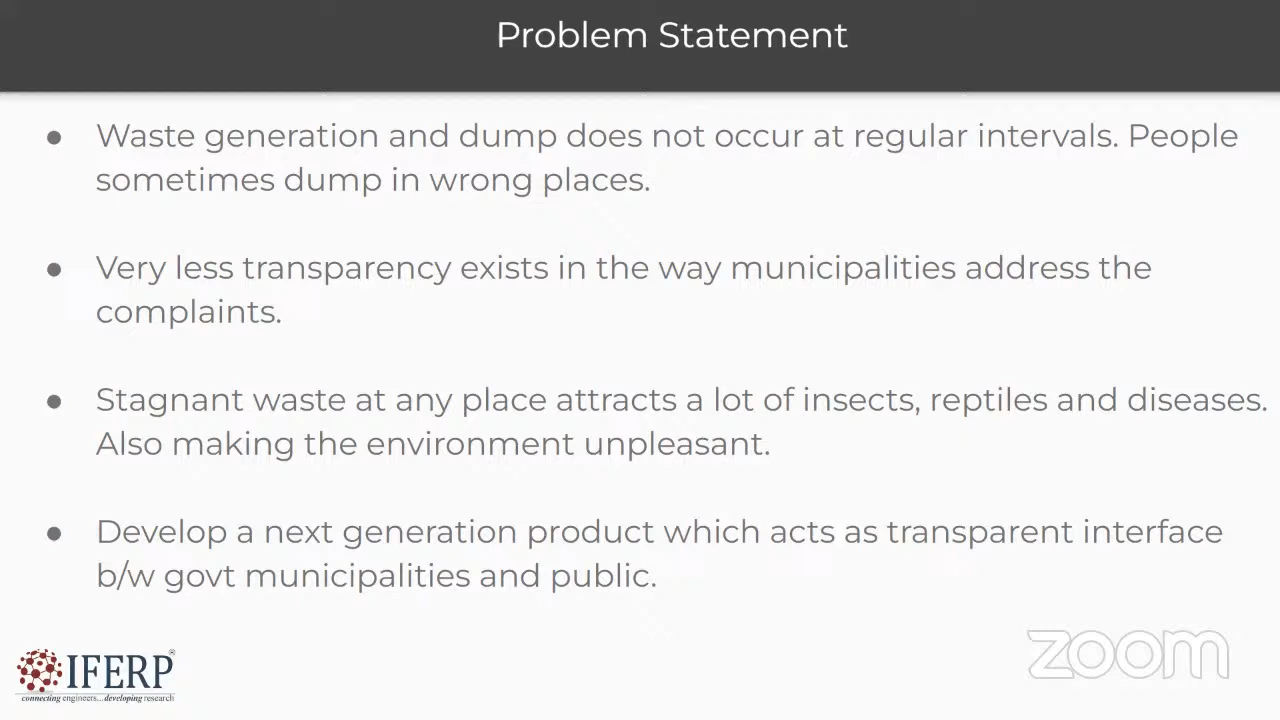 Problem Statement
● Waste generation and dump does not occur at regular intervals. People
sometimes dump in wrong places.
● Very less transparency exists in the way municipalities address the
complaints.
● Stagnant waste at any place attracts a lot of insects, reptiles and diseases.
Also making the environment unpleasant.
● Develop a next generation product which acts as transparent interface
b/w govt municipalities and public.
IFERP®
connecting engineers...developing research
zoom